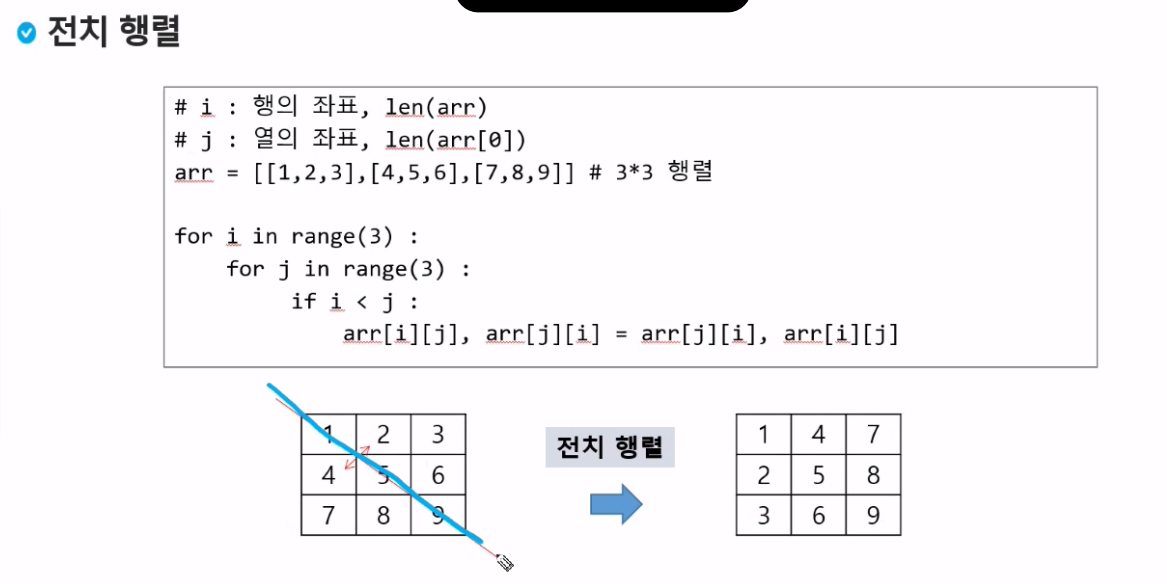 전치 행렬
# i : 행의 좌표, len(arr)
# j : 열의 좌표, len(arr[0])
arr = [[1,2,3],[4,5,6],[7,8,9]] # 3*3 행렬
for i in range(3) :
for j in range(3) :
if i < j :
arr[i][j], arr[j][i] = arr[j][i], arr[i][j]
1 2 3
4 5 6
7 8 9
전치 행렬
1 4 7
2 5 8
3 6 9